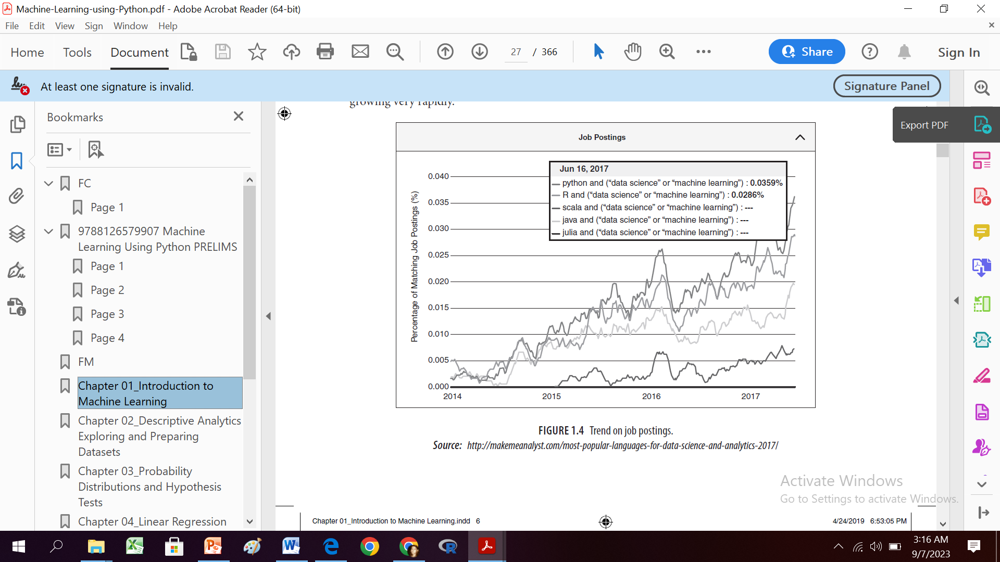 Machine-Learning-using-Python.pdf - Adobe Acrobat Reader (64-bit)
File Edit View Sign Window Help
Home Tools Document 27 / 366 Share Sign In
At least one signature is invalid.
Signature Panel
Bookmarks
FC
Page 1
9788126579907 Machine
Learning Using Python PRELIMS
Page 1
Page 2
Page 3
Page 4
FM
Chapter 01_Introduction to
Machine Learning
Chapter 02_Descriptive Analytics
Exploring and Preparing
Datasets
Chapter 03_Probability
Distributions and Hypothesis
Tests
Chapter 04_Linear Regression
growing very rapidly.
Export PDF
Job Postings
Jun 16, 2017
python and (“data science” or “machine learning”) : 0.0359%
R and (“data science” or “machine learning”) : 0.0286%
scala and (“data science” or “machine learning”) : ---
java and (“data science” or “machine learning”) : ---
julia and (“data science” or “machine learning”) : ---
Percentage of Matching Job Postings (%)
0.040
0.035
0.030
0.025
0.020
0.015
0.010
0.005
0.000
2014 2015 2016 2017
FIGURE 1.4 Trend on job postings.
Source: http://makemeanalyst.com/most-popular-languages-for-data-science-and-analytics-2017/
Activate Windows
Go to Settings to activate Windows.
Chapter 01_Introduction to Machine Learning.indd 6
4/24/2019 6:53:05 PM
3:16 AM
9/7/2023